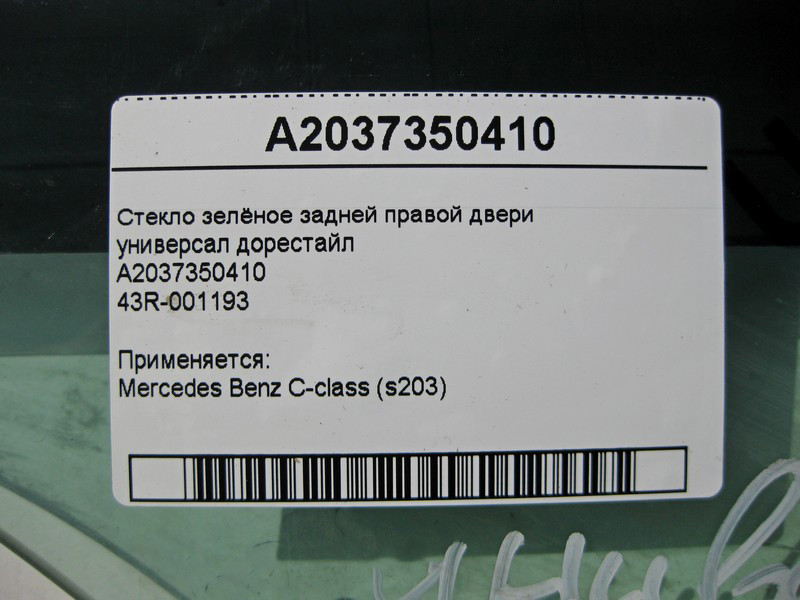 A2037350410
Стекло зелёное задней правой двери
универсал дорестайл
A2037350410
43R-001193
Применяется:
Mercedes Benz C-class (s203)